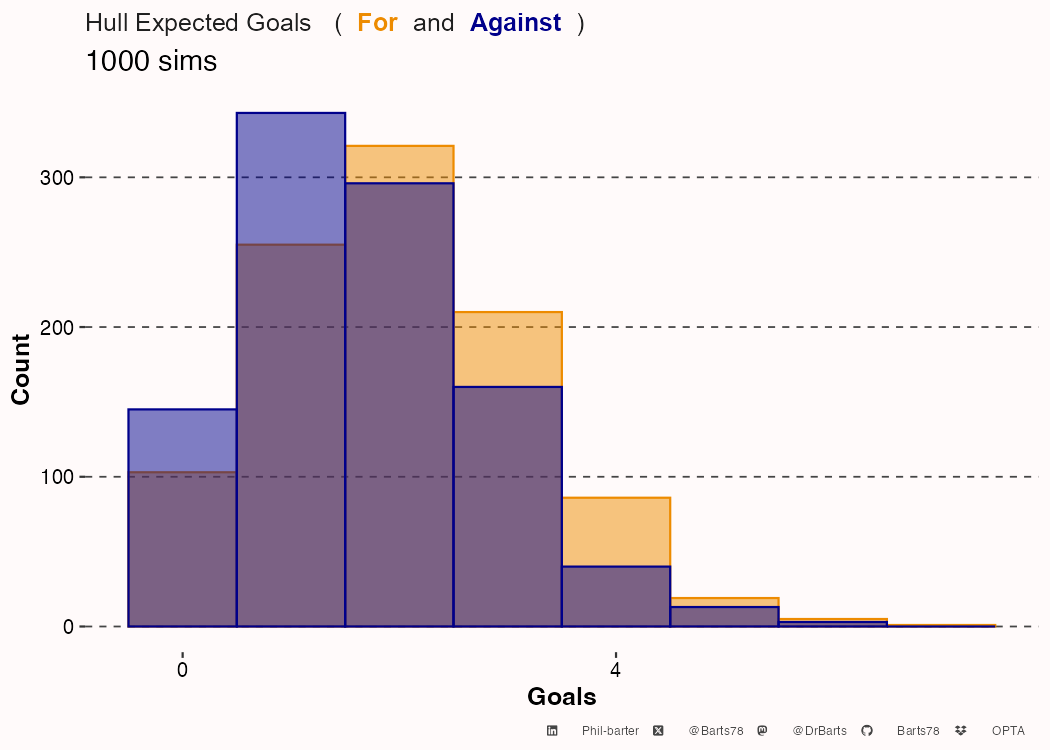 Hull Expected Goals ( For and Against )
1000 sims
300
200
100
0
Count
0 4
Goals
Phil-barter @Barts78 @DrBarts Barts78 OPTA